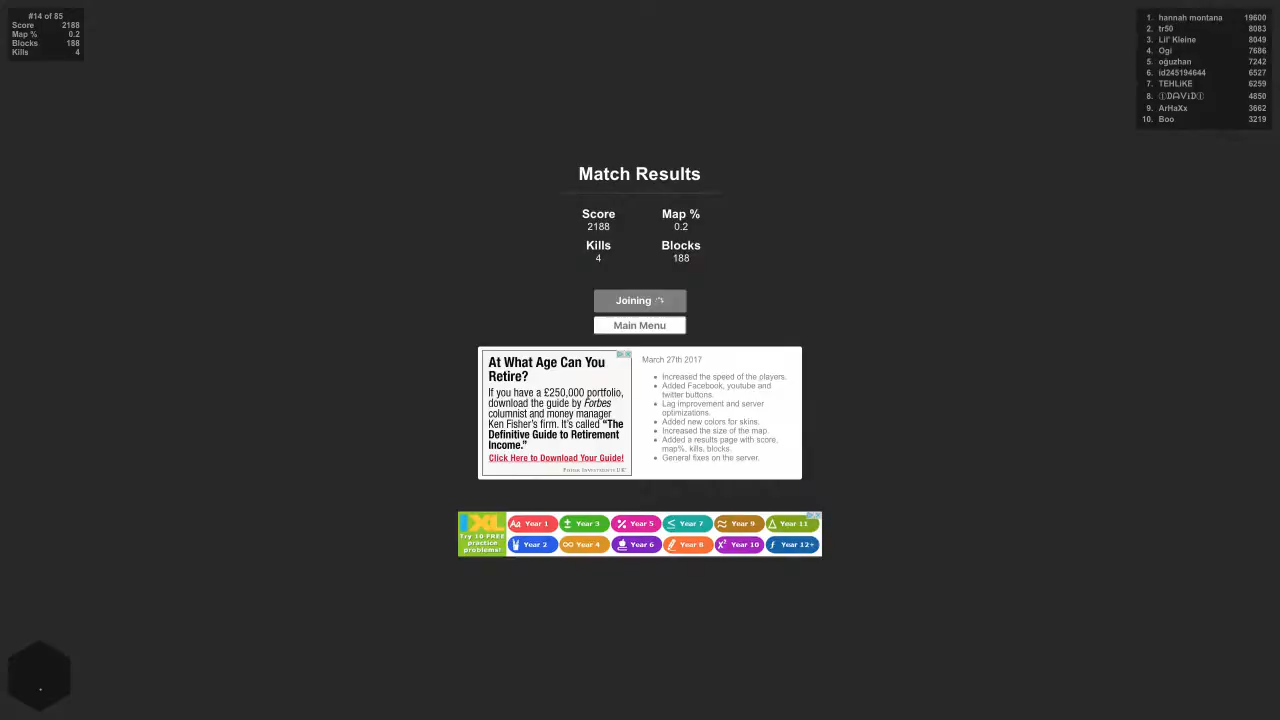 #14 of 85
Score 2188
Map % 0.2
Blocks 188
Kills 4
1. hannah montana 19600
2. tr50 8083
3. Lil' Kleine 8049
4. Ogi 7686
5. oğuzhan 7242
6. id245194644 6527
7. TEHLiKE 6259
8. ⒾDᗩViDⒾ 4850
9. ArHaXx 3662
10. Boo 3219
Match Results
Score Map %
2188 0.2
Kills Blocks
4 188
Joining
Main Menu
At What Age Can You
Retire?
If you have a £250,000 portfolio,
download the guide by Forbes
columnist and money manager
Ken Fisher's firm. It's called “The
Definitive Guide to Retirement
Income.”
Click Here to Download Your Guide!
Fisher Investments UK
March 27th 2017
Increased the speed of the players.
Added Facebook, youtube and
twitter buttons.
Lag improvement and server
optimizations.
Added new colors for skins.
Increased the size of the map.
Added a results page with score,
map%, kills, blocks.
General fixes on the server.
IXL
Try 10 FREE
practice
problems!
Aa Year 1 ± Year 3 % Year 5 ≤ Year 7 ≈ Year 9 Year 11
Year 2 ∞ Year 4 Year 6 Year 8 X² Year 10 ƒ Year 12+